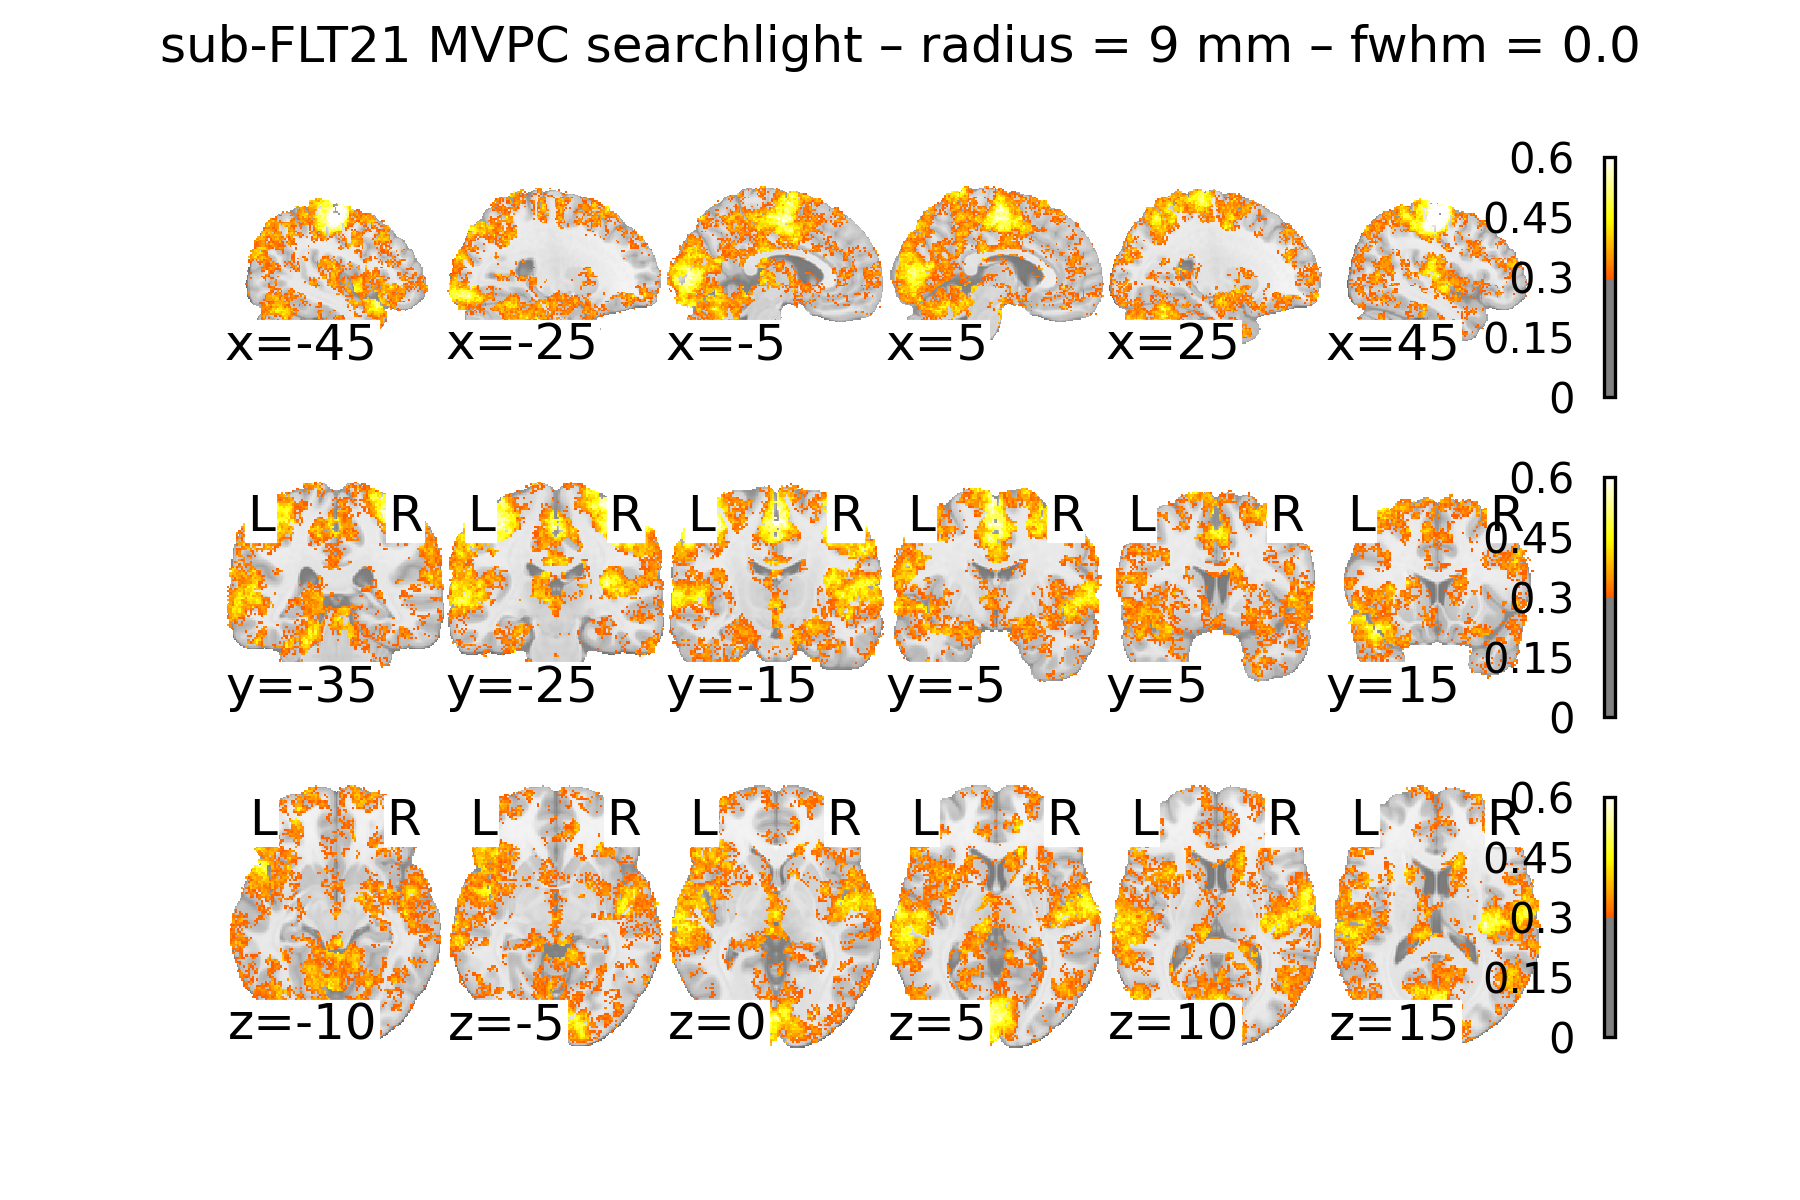 sub-FLT21 MVPC searchlight – radius = 9 mm – fwhm = 0.0
0.6
0.45
0.3
0.15
0
x=-45 x=-25 x=-5 x=5 x=25 x=45
0.6
L R L R L R L R L R L R
0.45
0.3
0.15
0
y=-35 y=-25 y=-15 y=-5 y=5 y=15
0.6
L R L R L R L R L R L R
0.45
0.3
0.15
0
z=-10 z=-5 z=0 z=5 z=10 z=15